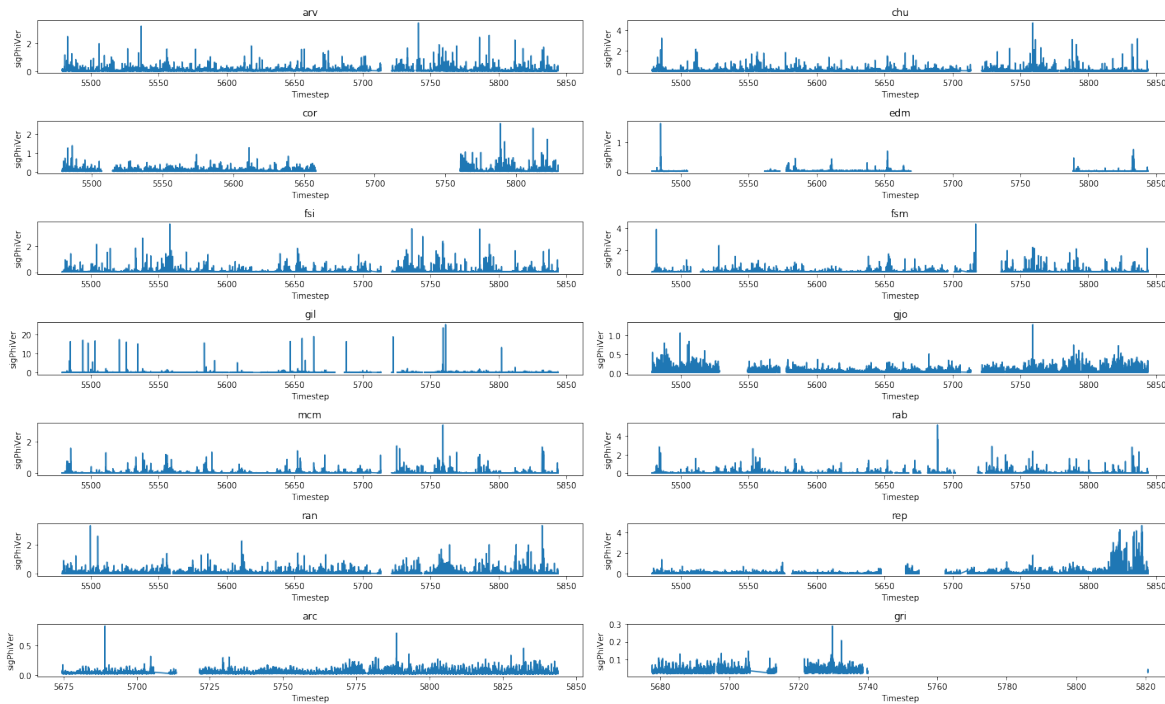 arv
sigPhiVer
2
0
5500 5550 5600 5650 5700 5750 5800 5850
Timestep
chu
sigPhiVer
4
2
0
5500 5550 5600 5650 5700 5750 5800 5850
Timestep
cor
sigPhiVer
2
1
0
5500 5550 5600 5650 5700 5750 5800
Timestep
edm
sigPhiVer
1
0
5500 5550 5600 5650 5700 5750 5800 5850
Timestep
fsi
sigPhiVer
2
0
5500 5550 5600 5650 5700 5750 5800 5850
Timestep
fsm
sigPhiVer
4
2
0
5500 5550 5600 5650 5700 5750 5800 5850
Timestep
gil
sigPhiVer
20
10
0
5500 5550 5600 5650 5700 5750 5800 5850
Timestep
gjo
sigPhiVer
1.0
0.5
0.0
5500 5550 5600 5650 5700 5750 5800 5850
Timestep
mcm
sigPhiVer
2
0
5500 5550 5600 5650 5700 5750 5800 5850
Timestep
rab
sigPhiVer
4
2
0
5500 5550 5600 5650 5700 5750 5800 5850
Timestep
ran
sigPhiVer
2
0
5500 5550 5600 5650 5700 5750 5800 5850
Timestep
rep
sigPhiVer
4
2
0
5500 5550 5600 5650 5700 5750 5800 5850
Timestep
arc
sigPhiVer
0.5
0.0
5675 5700 5725 5750 5775 5800 5825 5850
Timestep
gri
sigPhiVer
0.3
0.2
0.1
5680 5700 5720 5740 5760 5780 5800 5820
Timestep